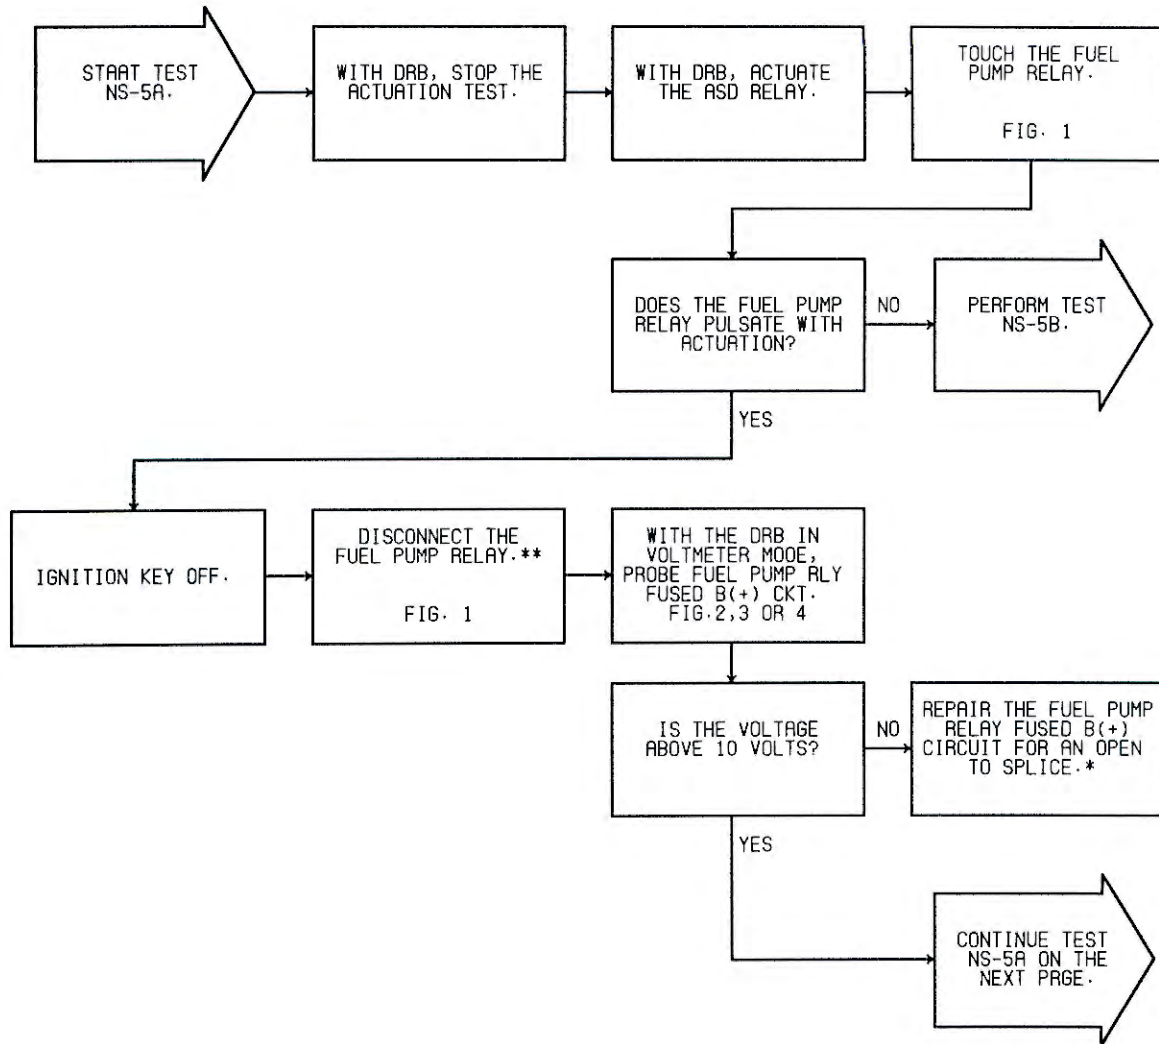 START TEST
NS-5A.
WITH DRB, STOP THE
ACTUATION TEST.
WITH DRB, ACTUATE
THE ASD RELAY.
TOUCH THE FUEL
PUMP RELAY.
FIG. 1
DOES THE FUEL PUMP
RELAY PULSATE WITH
ACTUATION?
NO
PERFORM TEST
NS-5B.
YES
IGNITION KEY OFF.
DISCONNECT THE
FUEL PUMP RELAY.**
FIG. 1
WITH THE DRB IN
VOLTMETER MODE,
PROBE FUEL PUMP RLY
FUSED B(+) CKT.
FIG.2,3 OR 4
IS THE VOLTAGE
ABOVE 10 VOLTS?
NO
REPAIR THE FUEL PUMP
RELAY FUSED B(+)
CIRCUIT FOR AN OPEN
TO SPLICE.*
YES
CONTINUE TEST
NS-5A ON THE
NEXT PAGE.